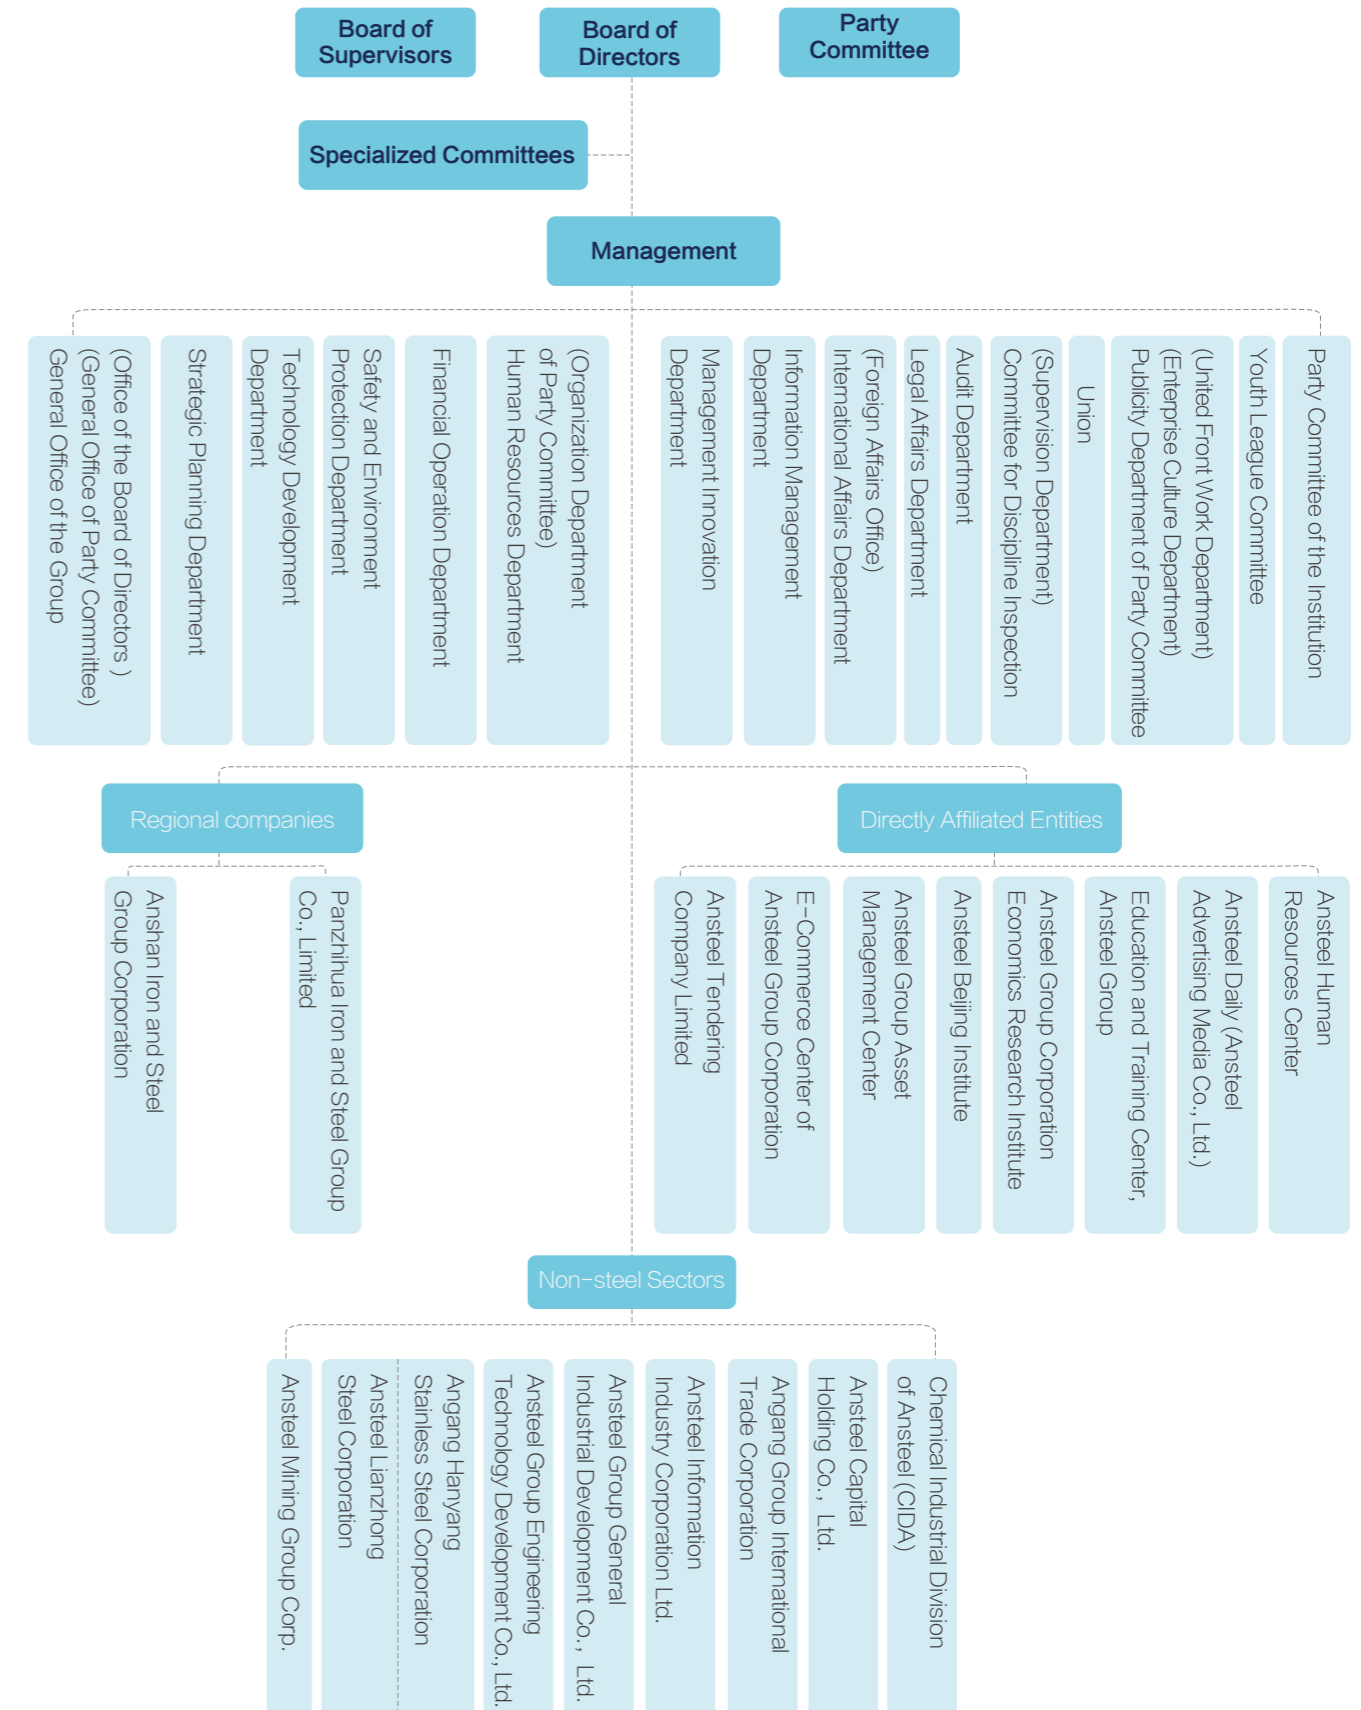 Board of
Supervisors
Board of
Directors
Party
Committee
Specialized Committees
Management
(Office of the Board of Directors )
(General Office of Party Committee)
General Office of the Group
Strategic Planning Department
Technology Development
Department
Safety and Environment
Protection Department
Financial Operation Department
(Organization Department
of Party Committee)
Human Resources Department
Management Innovation
Department
Information Management
Department
(Foreign Affairs Office)
International Affairs Department
Legal Affairs Department
Audit Department
(Supervision Department)
Committee for Discipline Inspection
Union
(United Front Work Department)
(Enterprise Culture Department)
Publicity Department of Party Committee
Youth League Committee
Party Committee of the Institution
Regional companies
Directly Affiliated Entities
Anshan Iron and Steel
Group Corporation
Panzhihua Iron and Steel Group
Co., Limited
Ansteel Tendering
Company Limited
E-Commerce Center of
Ansteel Group Corporation
Ansteel Group Asset
Management Center
Ansteel Beijing Institute
Ansteel Group Corporation
Economics Research Institute
Education and Training Center,
Ansteel Group
Ansteel Daily (Ansteel
Advertising Media Co., Ltd.)
Ansteel Human
Resources Center
Non-steel Sectors
Ansteel Mining Group Corp.
Ansteel Lianzhong
Steel Corporation
Angang Hanyang
Stainless Steel Corporation
Ansteel Group Engineering
Technology Development Co., Ltd.
Ansteel Group General
Industrial Development Co., Ltd.
Ansteel Information
Industry Corporation Ltd.
Angang Group International
Trade Corporation
Ansteel Capital
Holding Co., Ltd.
Chemical Industrial Division
of Ansteel (CIDA)